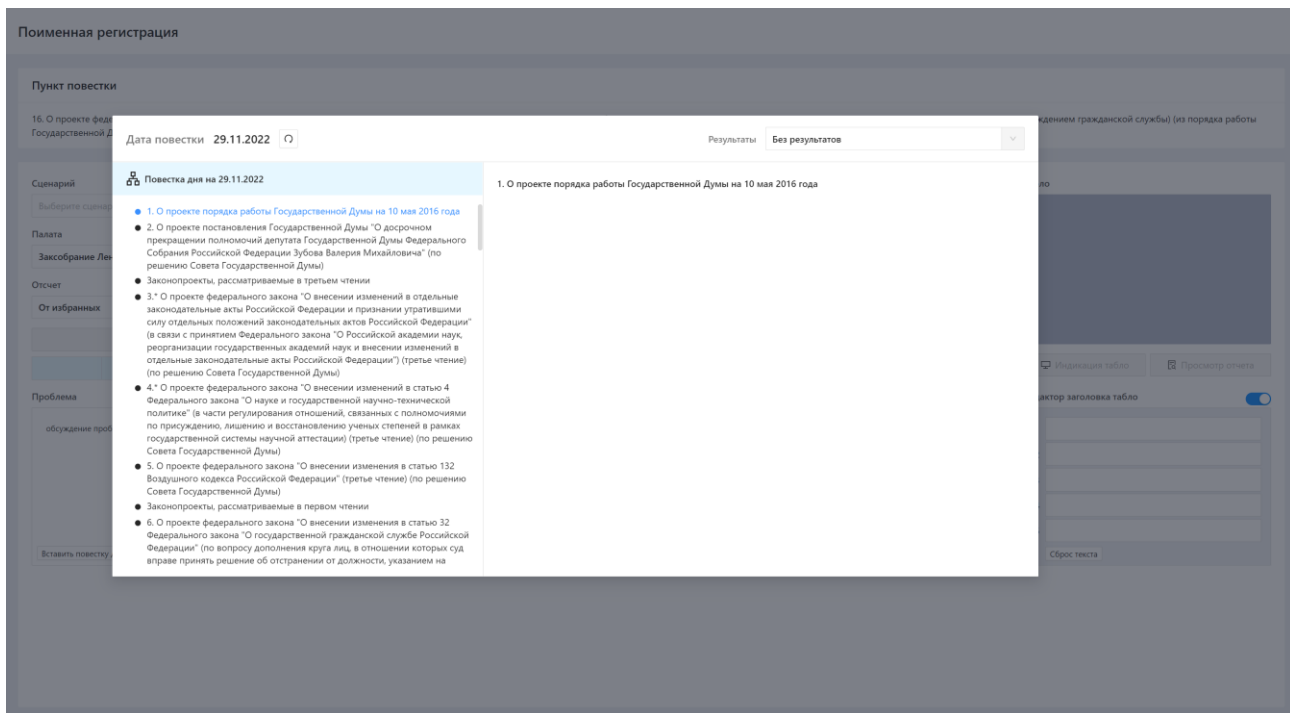 Поименная регистрация
Пункт повестки
16. О проекте феде
ждением гражданской службы) (из порядка работы
Государственной Д
Дата повестки 29.11.2022
Результаты Без результатов
Повестка дня на 29.11.2022
1. О проекте порядка работы Государственной Думы на 10 мая 2016 года
2. О проекте постановления Государственной Думы "О досрочном
прекращении полномочий депутата Государственной Думы Федерального
Собрания Российской Федерации Зубова Валерия Михайловича" (по
решению Совета Государственной Думы)
Законопроекты, рассматриваемые в третьем чтении
3.* О проекте федерального закона "О внесении изменений в отдельные
законодательные акты Российской Федерации и признании утратившими
силу отдельных положений законодательных актов Российской Федерации"
(в связи с принятием Федерального закона "О Российской академии наук,
реорганизации государственных академий наук и внесении изменений в
отдельные законодательные акты Российской Федерации") (третье чтение)
(по решению Совета Государственной Думы)
4.* О проекте федерального закона "О внесении изменений в статью 4
Федерального закона "О науке и государственной научно-технической
политике" (в части регулирования отношений, связанных с полномочиями
по присуждению, лишению и восстановлению ученых степеней в рамках
государственной системы научной аттестации) (третье чтение) (по решению
Совета Государственной Думы)
5. О проекте федерального закона "О внесении изменения в статью 132
Воздушного кодекса Российской Федерации" (третье чтение) (по решению
Совета Государственной Думы)
Законопроекты, рассматриваемые в первом чтении
6. О проекте федерального закона "О внесении изменения в статью 32
Федерального закона "О государственной гражданской службе Российской
Федерации" (по вопросу дополнения круга лиц, в отношении которых суд
вправе принять решение об отстранении от должности, указанием на
1. О проекте порядка работы Государственной Думы на 10 мая 2016 года
Сценарий
Выберите сценар
Палата
Заксобрание Лен
Отсчет
От избранных
Проблема
обсуждение проб
Вставить повестку д
ло
Индикация табло
Просмотр отчета
актор заголовка табло
Сброс текста